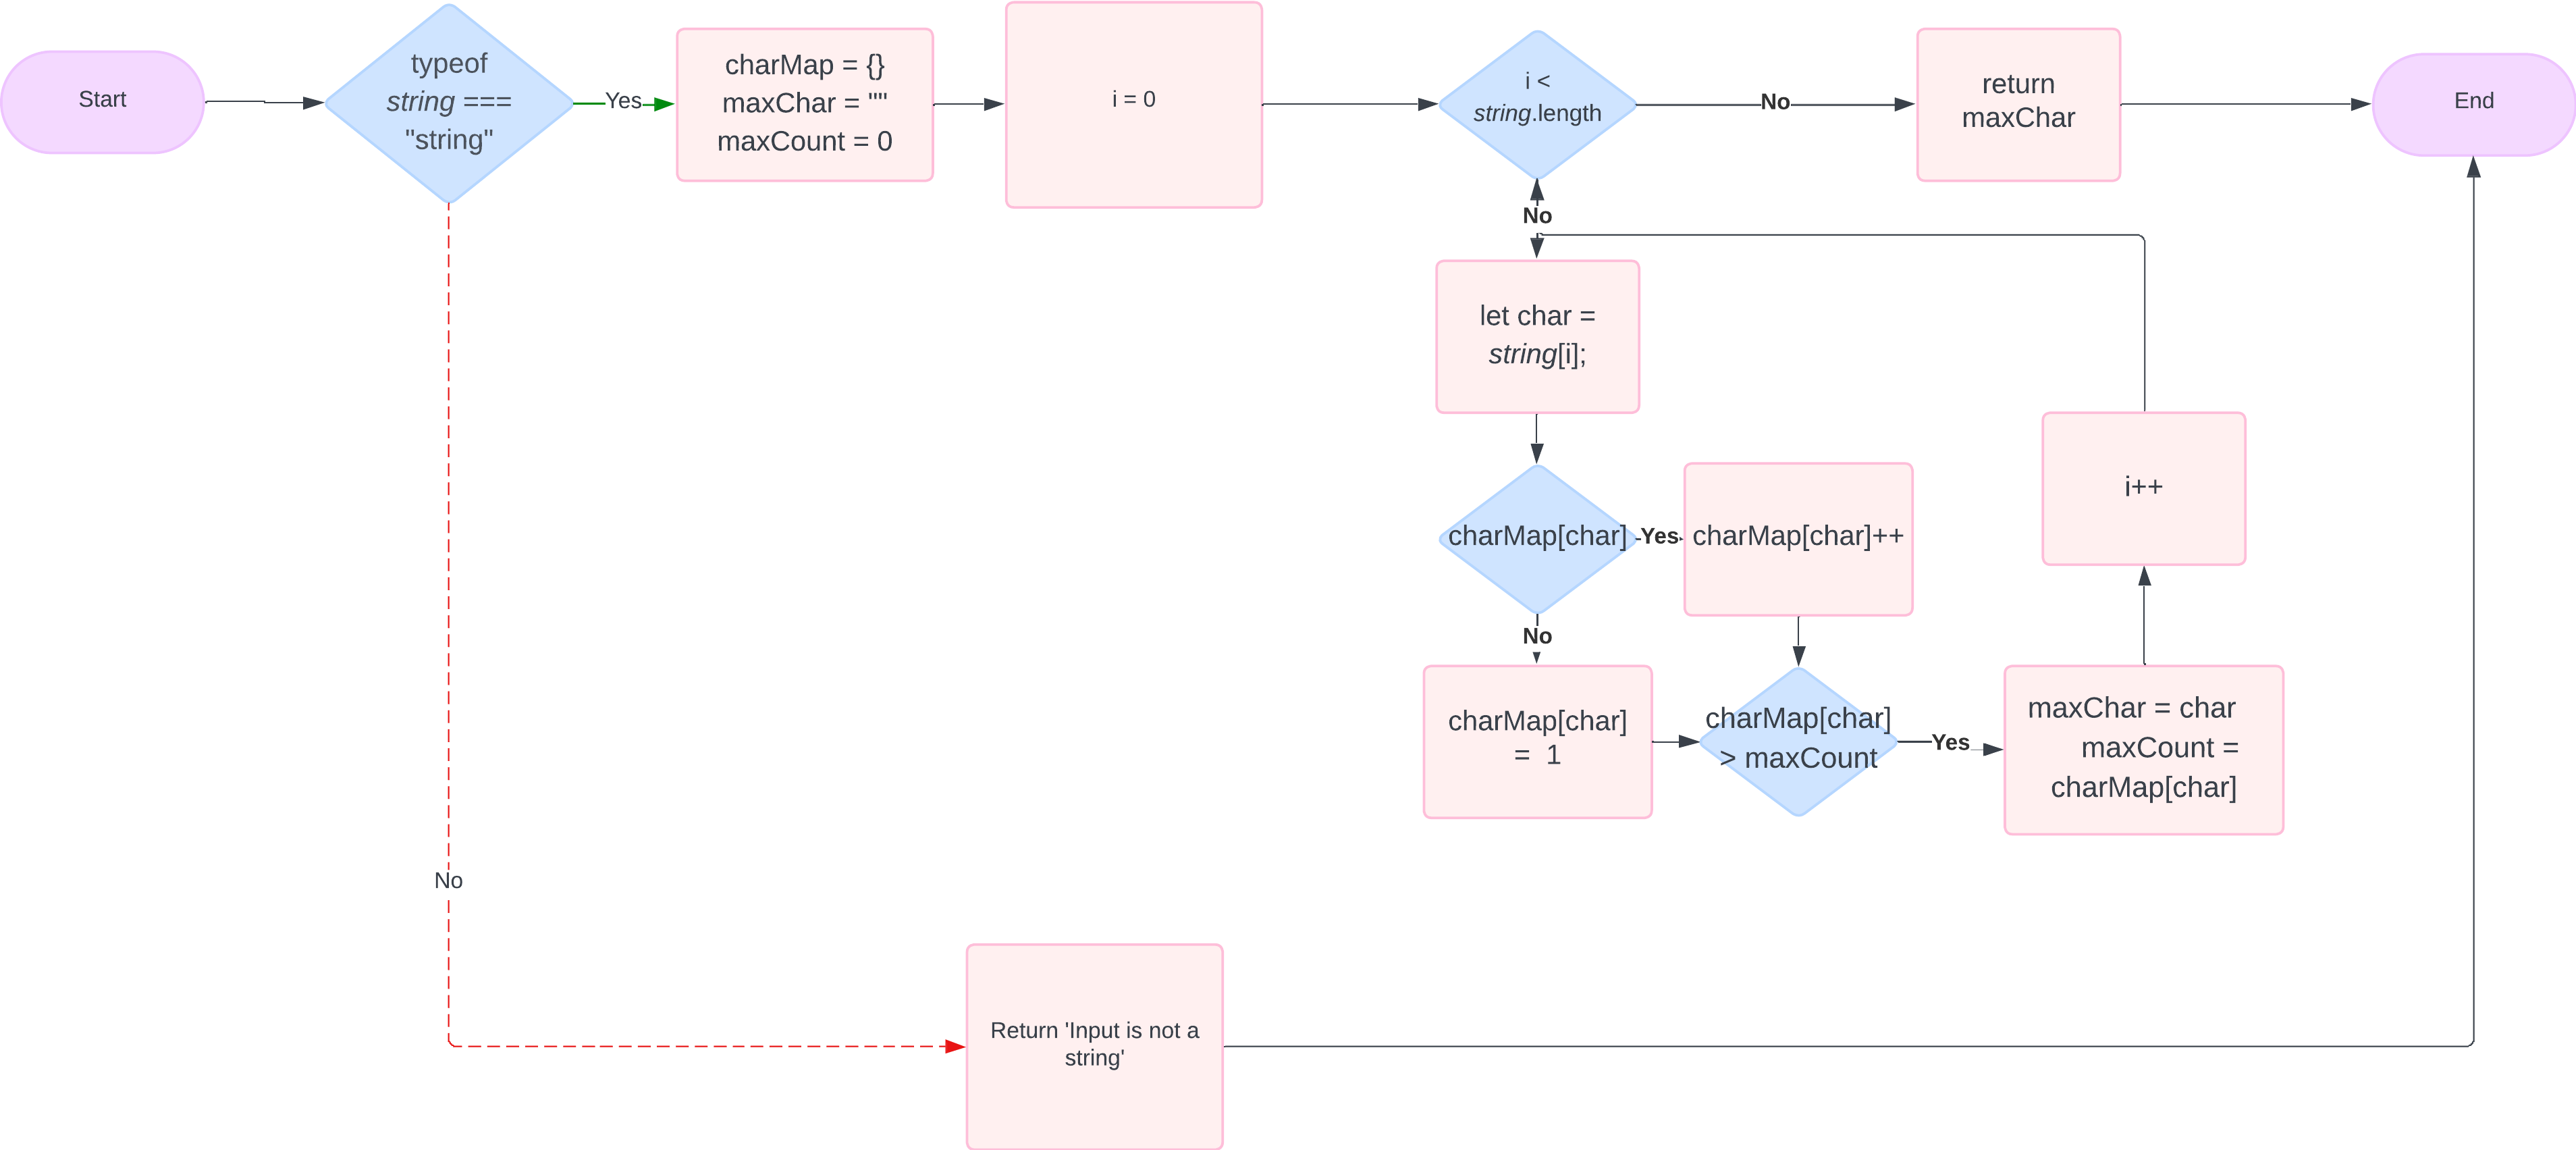 Start
typeof
string ===
"string"
Yes
charMap = {}
maxChar = ""
maxCount = 0
i = 0
i <
string.length
No
return
maxChar
End
No
let char =
string[i];
charMap[char]
Yes
charMap[char]++
i++
No
charMap[char]
= 1
charMap[char]
> maxCount
Yes
maxChar = char
maxCount =
charMap[char]
No
Return 'Input is not a
string'